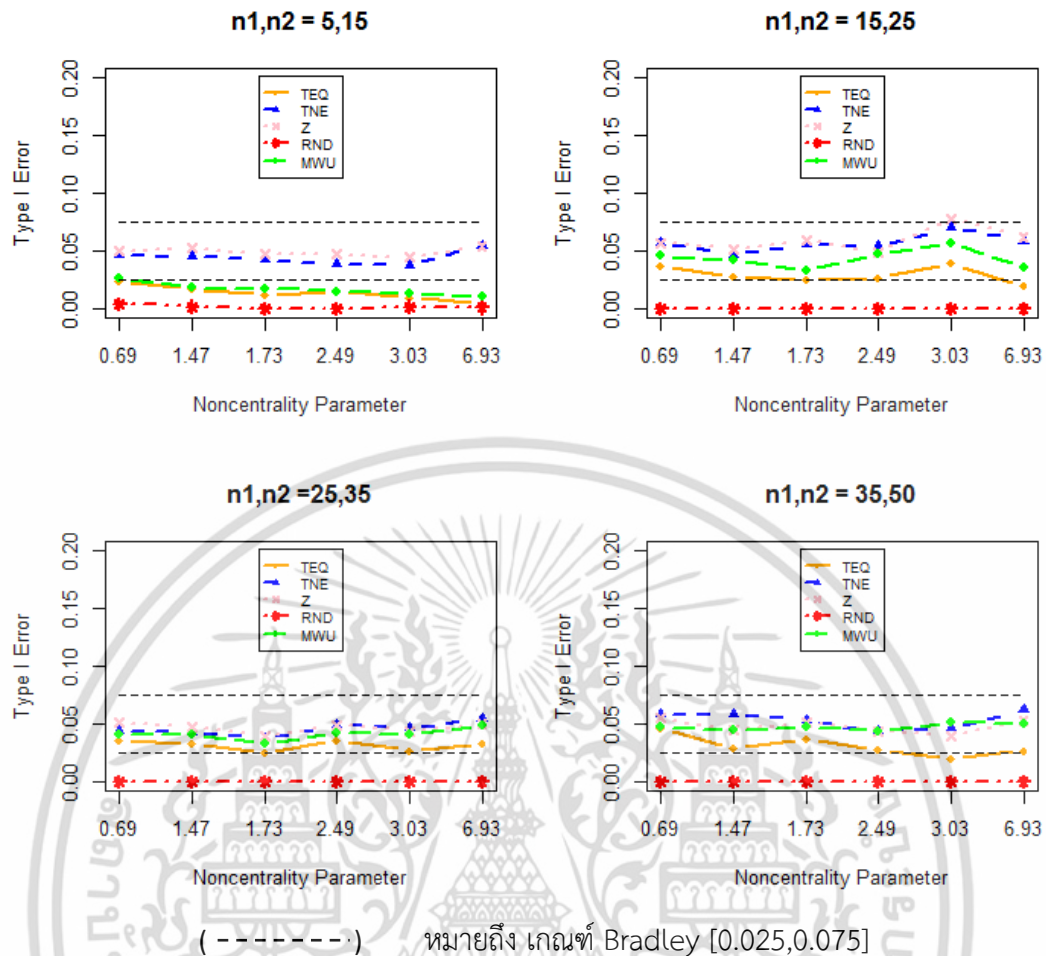 n1,n2 = 5,15
0.20
0.15
0.10
0.05
0.00
Type I Error
TEQ
TNE
Z
RND
MWU
0.69 1.47 1.73 2.49 3.03 6.93
Noncentrality Parameter
n1,n2 = 15,25
0.20
0.15
0.10
0.05
0.00
Type I Error
TEQ
TNE
Z
RND
MWU
0.69 1.47 1.73 2.49 3.03 6.93
Noncentrality Parameter
n1,n2 =25,35
0.20
0.15
0.10
0.05
0.00
Type I Error
TEQ
TNE
Z
RND
MWU
0.69 1.47 1.73 2.49 3.03 6.93
Noncentrality Parameter
n1,n2 = 35,50
0.20
0.15
0.10
0.05
0.00
Type I Error
TEQ
TNE
Z
RND
MWU
0.69 1.47 1.73 2.49 3.03 6.93
Noncentrality Parameter
( ------- ) หมายถึง เกณฑ์ Bradley [0.025,0.075]